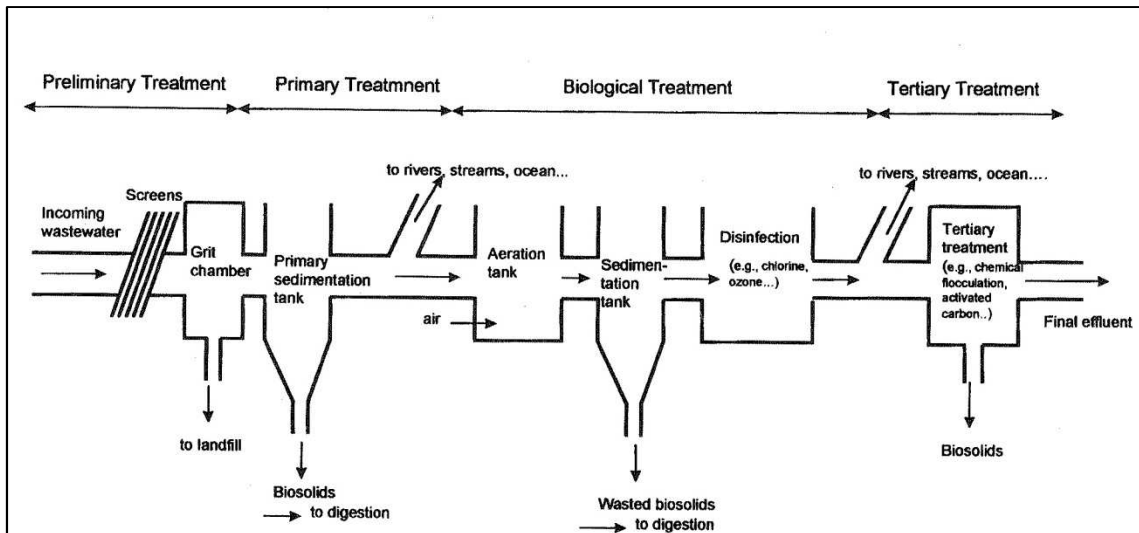 Preliminary Treatment
Primary Treatmnent
Biological Treatment
Tertiary Treatment
to rivers, streams, ocean...
to rivers, streams, ocean....
Screens
Incoming
wastewater
Grit
chamber
Primary
sedimentation
tank
Aeration
tank
air
Sedimen-
tation
tank
Disinfection
(e.g., chlorine,
ozone...)
Tertiary
treatment
(e.g., chemical
flocculation,
activated
carbon..)
Final effluent
to landfill
Biosolids
to digestion
Wasted biosolids
to digestion
Biosolids